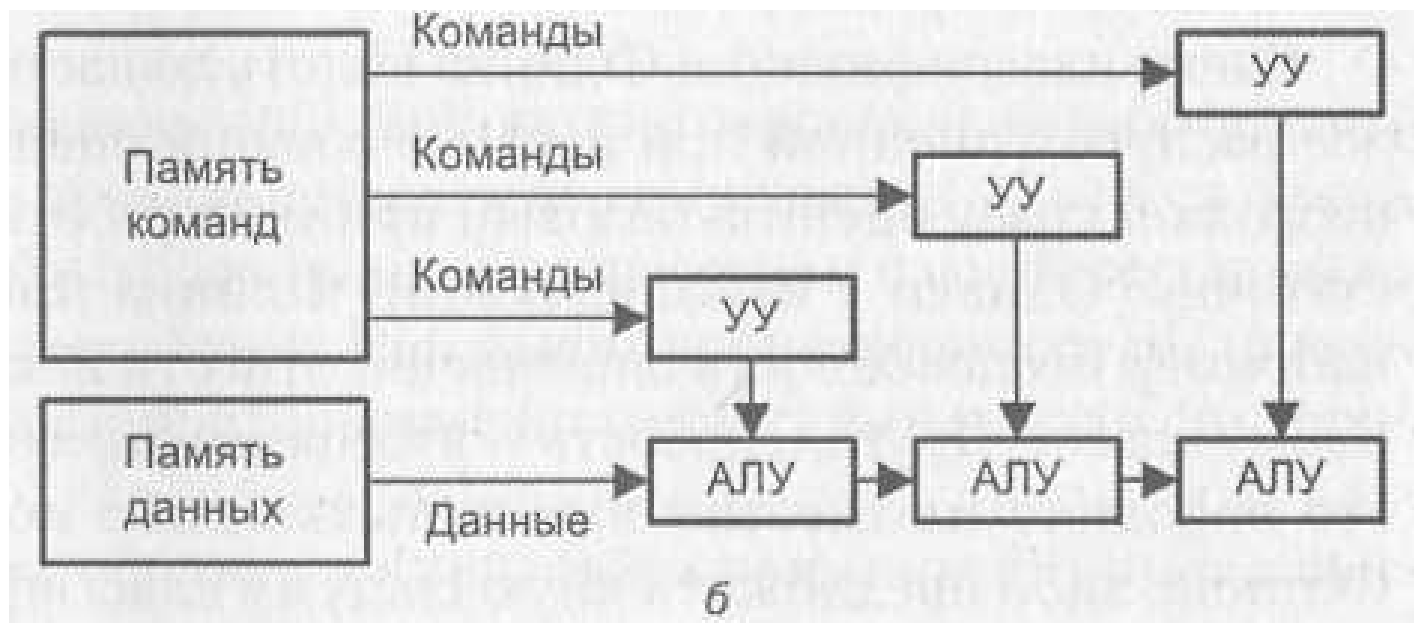 Команды
УУ
Команды
УУ
Память
команд
Команды
УУ
Память
данных
Данные
АЛУ
АЛУ
АЛУ
б